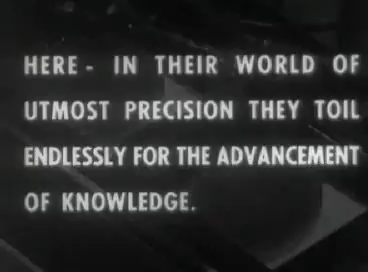 HERE - IN THEIR WORLD OF
UTMOST PRECISION THEY TOIL
ENDLESSLY FOR THE ADVANCEMENT
OF KNOWLEDGE.